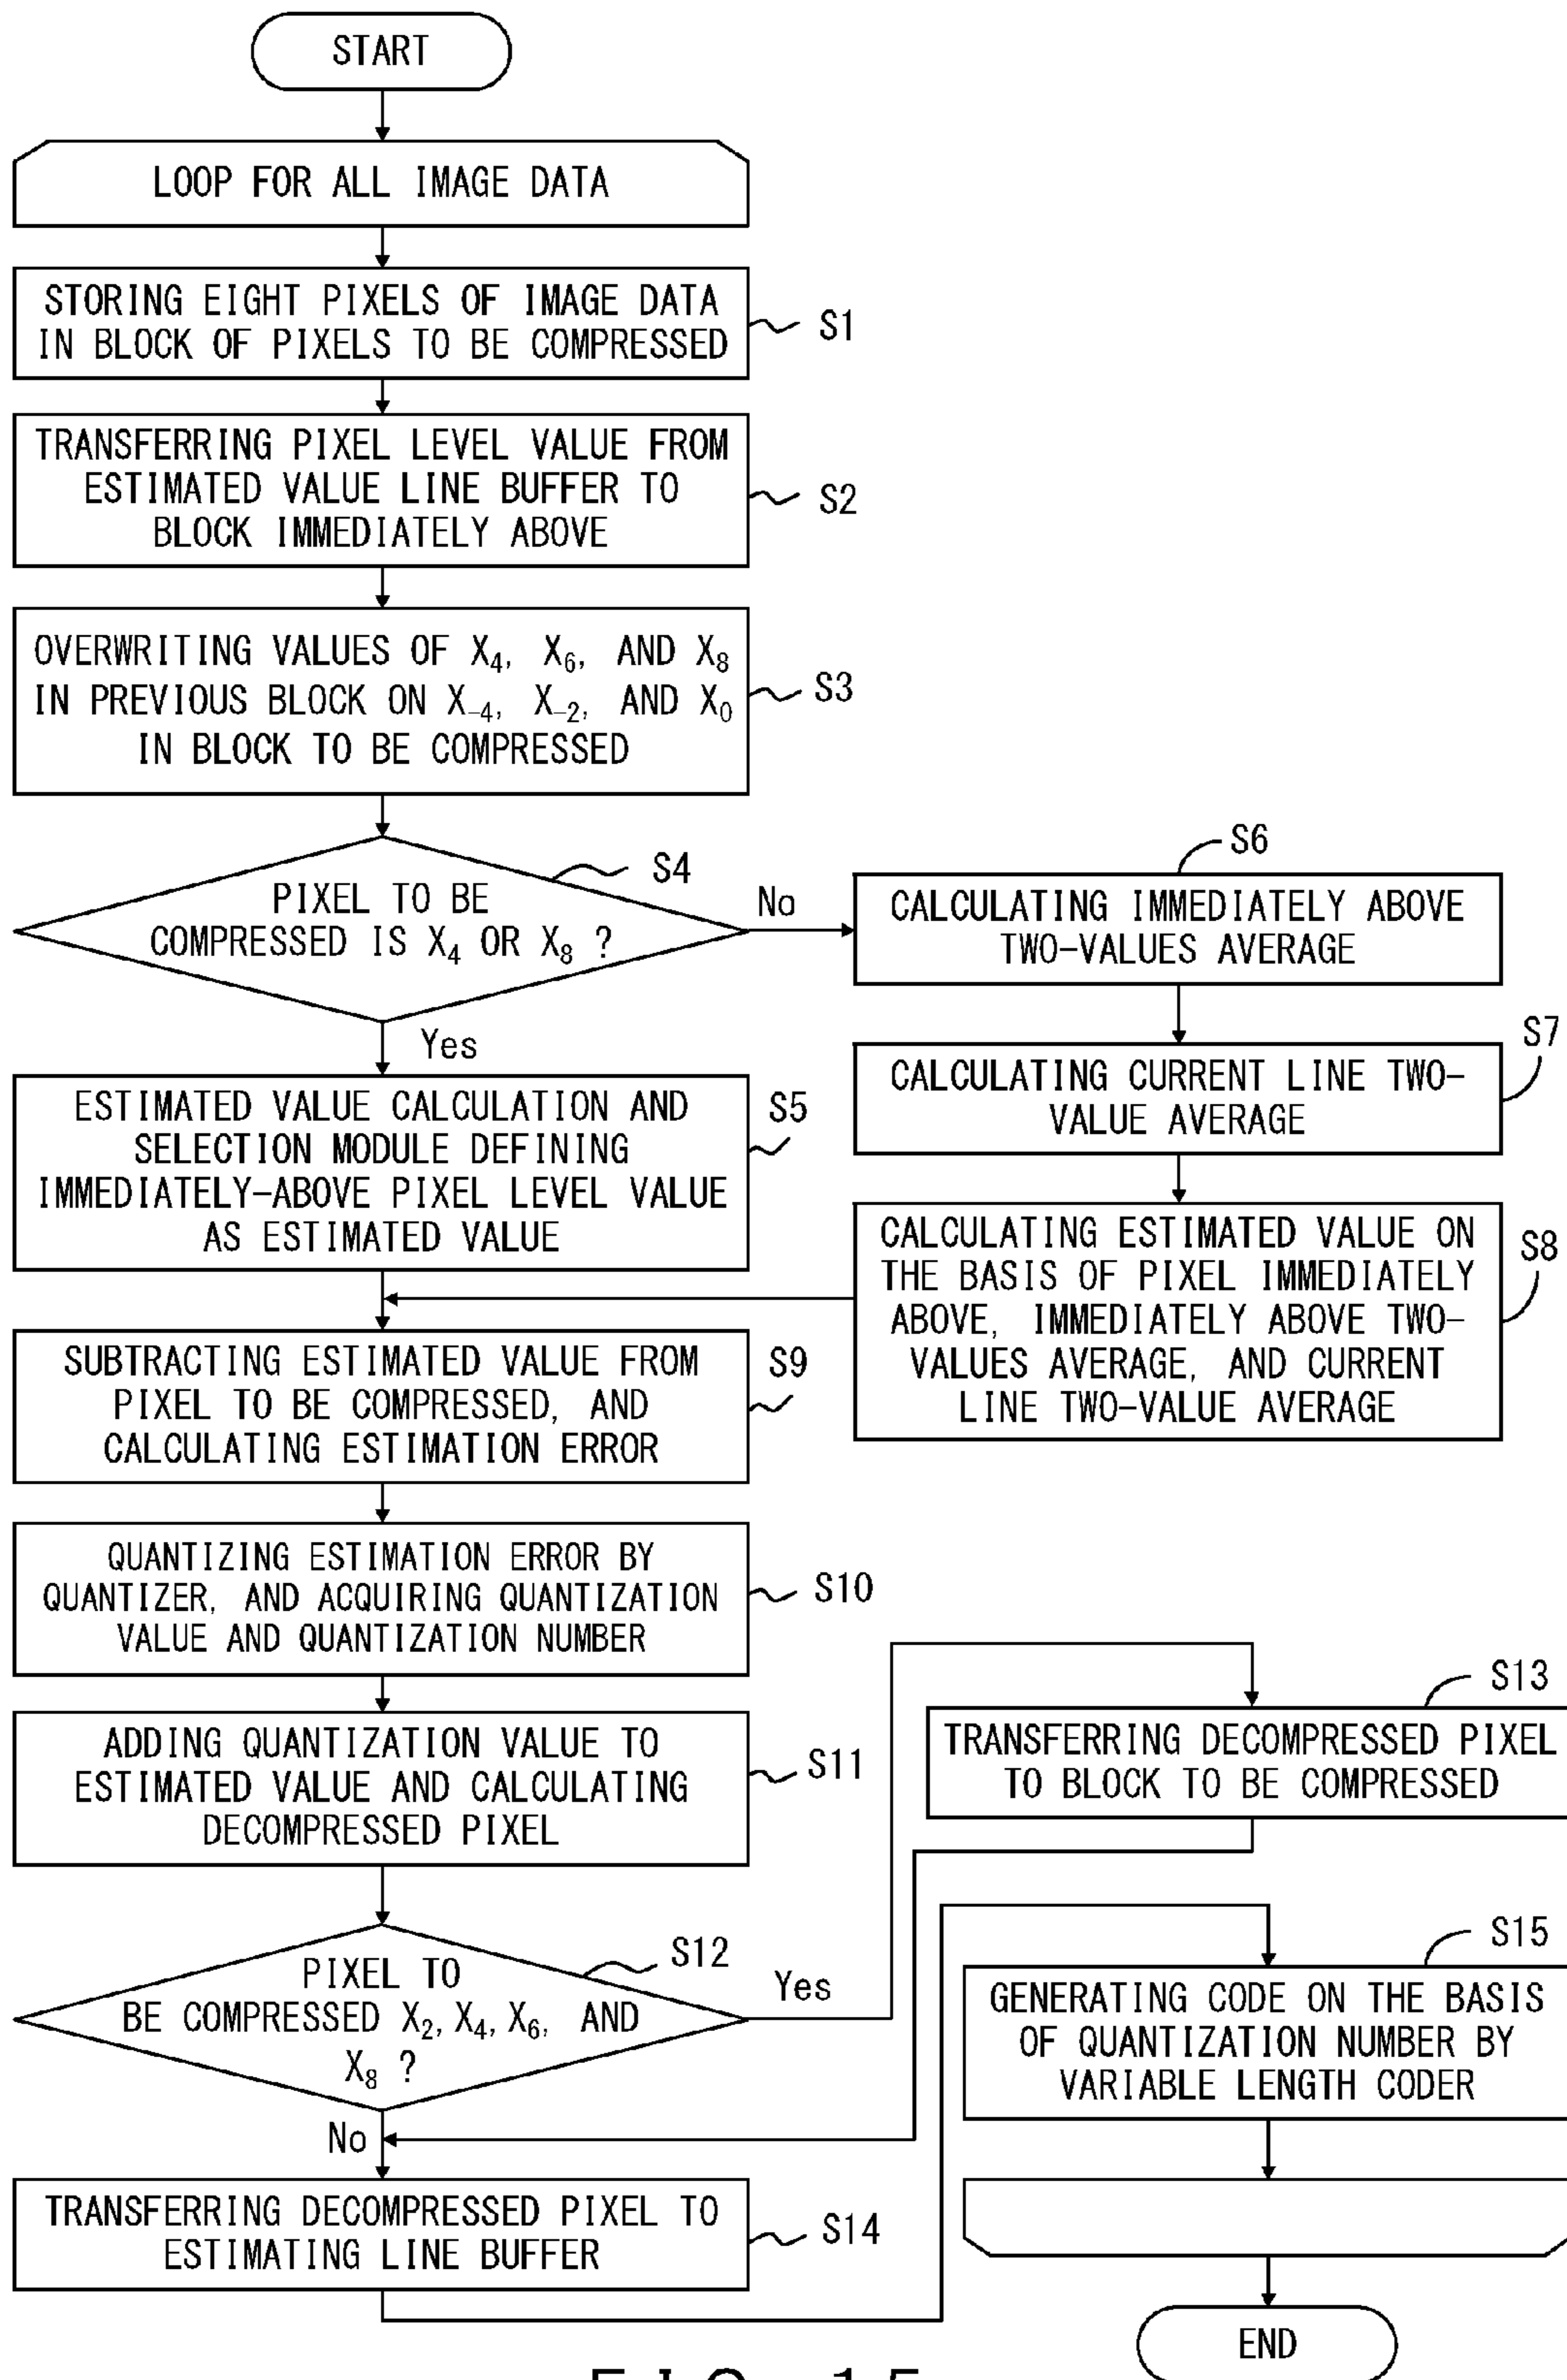 START
LOOP FOR ALL IMAGE DATA
STORING EIGHT PIXELS OF IMAGE DATA
IN BLOCK OF PIXELS TO BE COMPRESSED
S1
TRANSFERRING PIXEL LEVEL VALUE FROM
ESTIMATED VALUE LINE BUFFER TO
BLOCK IMMEDIATELY ABOVE
S2
OVERWRITING VALUES OF X₄, X₆, AND X₈
IN PREVIOUS BLOCK ON X₋₄, X₋₂, AND X₀
IN BLOCK TO BE COMPRESSED
S3
PIXEL TO BE
COMPRESSED IS X₄ OR X₈ ?
S4
No
Yes
ESTIMATED VALUE CALCULATION AND
SELECTION MODULE DEFINING
IMMEDIATELY-ABOVE PIXEL LEVEL VALUE
AS ESTIMATED VALUE
S5
S6
CALCULATING IMMEDIATELY ABOVE
TWO-VALUES AVERAGE
S7
CALCULATING CURRENT LINE TWO-
VALUE AVERAGE
CALCULATING ESTIMATED VALUE ON
THE BASIS OF PIXEL IMMEDIATELY
ABOVE, IMMEDIATELY ABOVE TWO-
VALUES AVERAGE, AND CURRENT
LINE TWO-VALUE AVERAGE
S8
SUBTRACTING ESTIMATED VALUE FROM
PIXEL TO BE COMPRESSED, AND
CALCULATING ESTIMATION ERROR
S9
QUANTIZING ESTIMATION ERROR BY
QUANTIZER, AND ACQUIRING QUANTIZATION
VALUE AND QUANTIZATION NUMBER
S10
ADDING QUANTIZATION VALUE TO
ESTIMATED VALUE AND CALCULATING
DECOMPRESSED PIXEL
S11
PIXEL TO
BE COMPRESSED X₂, X₄, X₆, AND
X₈ ?
S12
Yes
No
S13
TRANSFERRING DECOMPRESSED PIXEL
TO BLOCK TO BE COMPRESSED
TRANSFERRING DECOMPRESSED PIXEL TO
ESTIMATING LINE BUFFER
S14
S15
GENERATING CODE ON THE BASIS
OF QUANTIZATION NUMBER BY
VARIABLE LENGTH CODER
END
FIG. 15